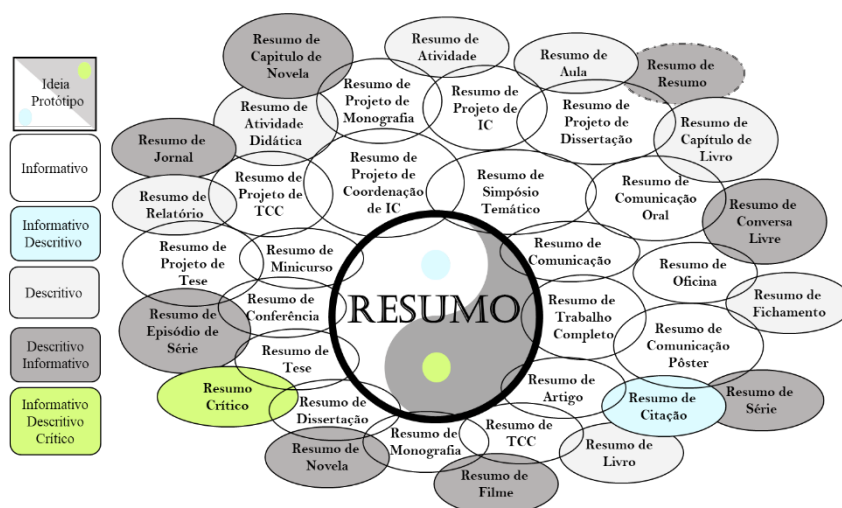 Ideia
Protótipo
Informativo
Informativo
Descritivo
Descritivo
Descritivo
Informativo
Informativo
Descritivo
Crítico
Resumo de
Capitulo de
Novela
Resumo de
Atividade
Resumo de
Aula
Resumo de
Resumo
Resumo de
Projeto de
Monografia
Resumo de
Projeto de
IC
Resumo de
Projeto de
Dissertação
Resumo de
Capítulo de
Livro
Resumo de
Atividade
Didática
Resumo de
Jornal
Resumo de
Projeto de
TCC
Resumo de
Projeto de
Coordenação
de IC
Resumo de
Simpósio
Temático
Resumo de
Comunicação
Oral
Resumo de
Conversa
Livre
Resumo de
Relatório
Resumo de
Projeto de
Tese
Resumo de
Minicurso
Resumo de
Comunicação
Resumo de
Oficina
Resumo de
Fichamento
Resumo de
Conferência
RESUMO
Resumo de
Trabalho
Completo
Resumo de
Comunicação
Pôster
Resumo de
Episódio de
Série
Resumo de
Tese
Resumo
Crítico
Resumo de
Dissertação
Resumo de
Artigo
Resumo de
Citação
Resumo de
Série
Resumo de
Novela
Resumo de
Monografia
Resumo de
TCC
Resumo de
Livro
Resumo de
Filme